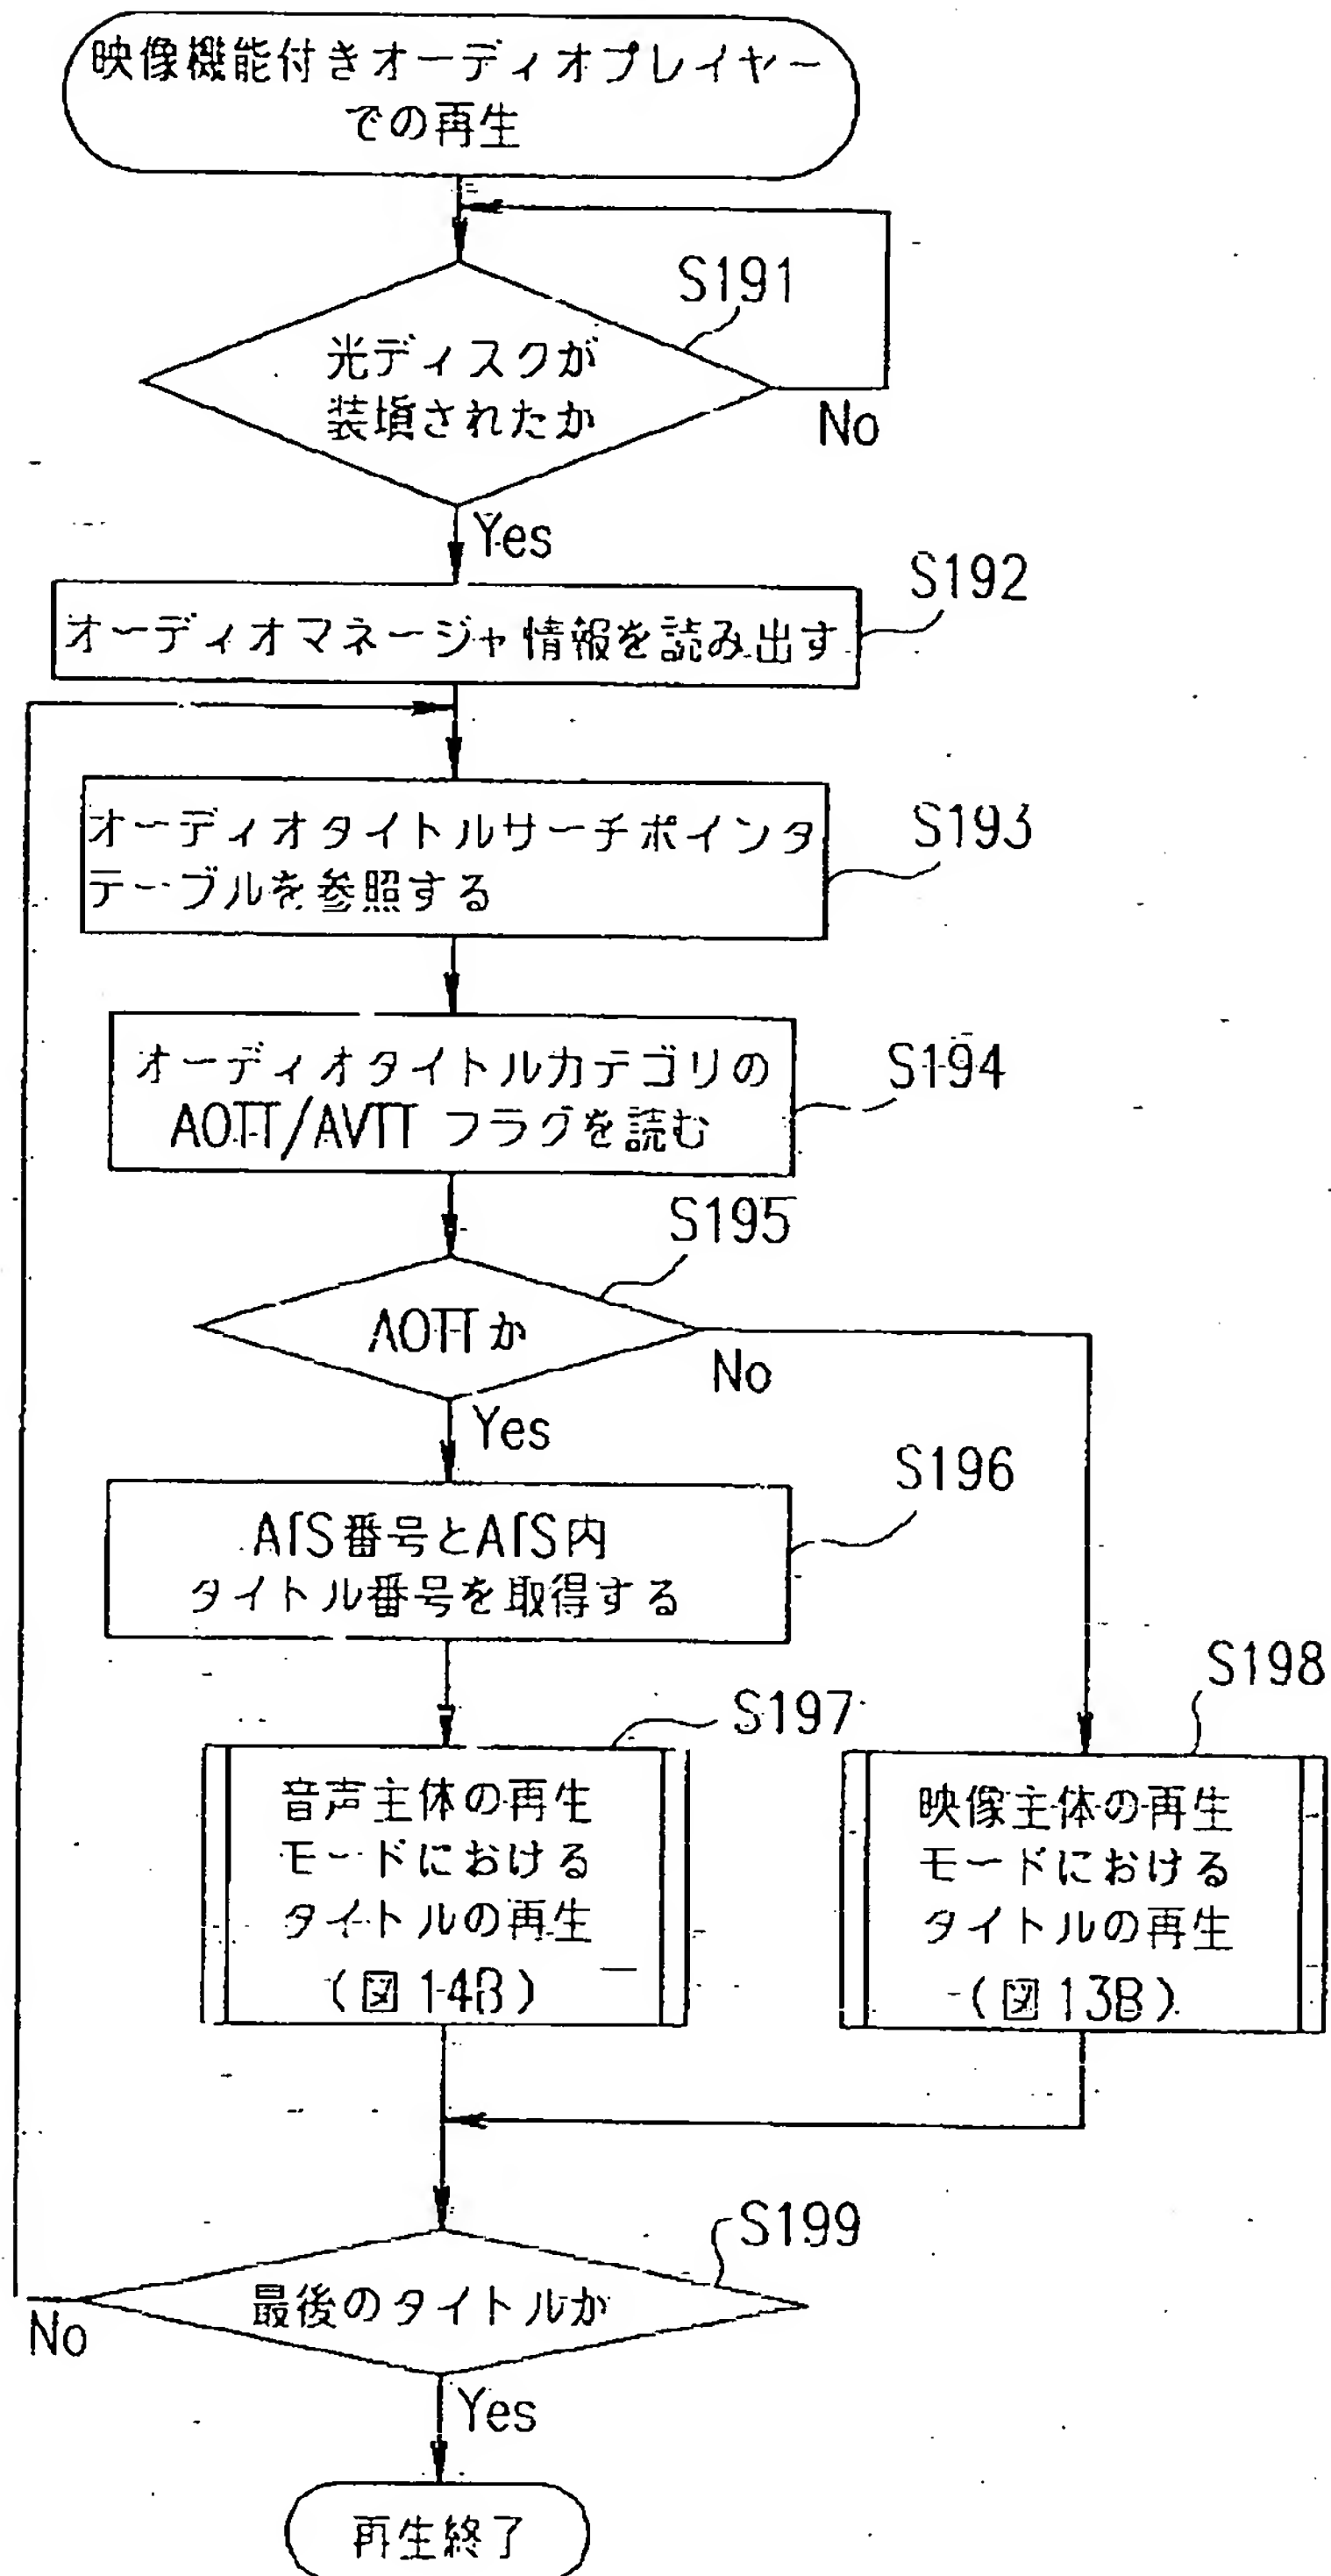 映像機能付きオーディオプレイヤー
での再生
S191
光ディスクが
装填されたか
No
Yes
S192
オーディオマネージャ情報を読み出す
S193
オーディオタイトルサーチポインタ
テーブルを参照する
S194
オーディオタイトルカテゴリの
AOTT/AVTT フラグを読む
S195
AOTTか
No
Yes
S196
ATS番号とATS内
タイトル番号を取得する
S197
音声主体の再生
モードにおける
タイトルの再生
(図14B)
S198
映像主体の再生
モードにおける
タイトルの再生
(図13B)
S199
最後のタイトルか
No
Yes
再生終了